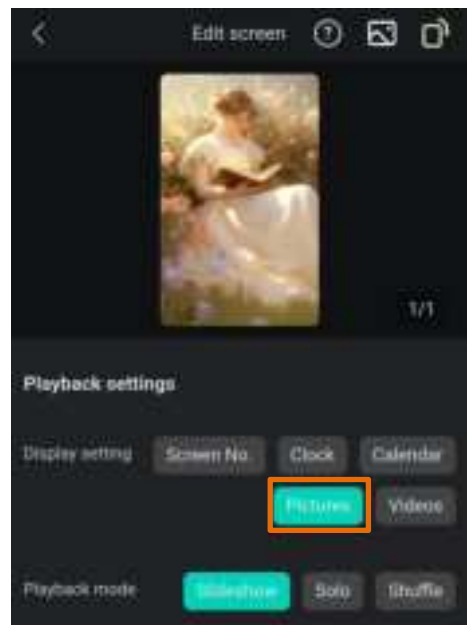 Edit screen
1/1
Playback settings
Display setting Screen No. Clock Calendar
Pictures Videos
Playback mode Slideshow Solo Shuffle